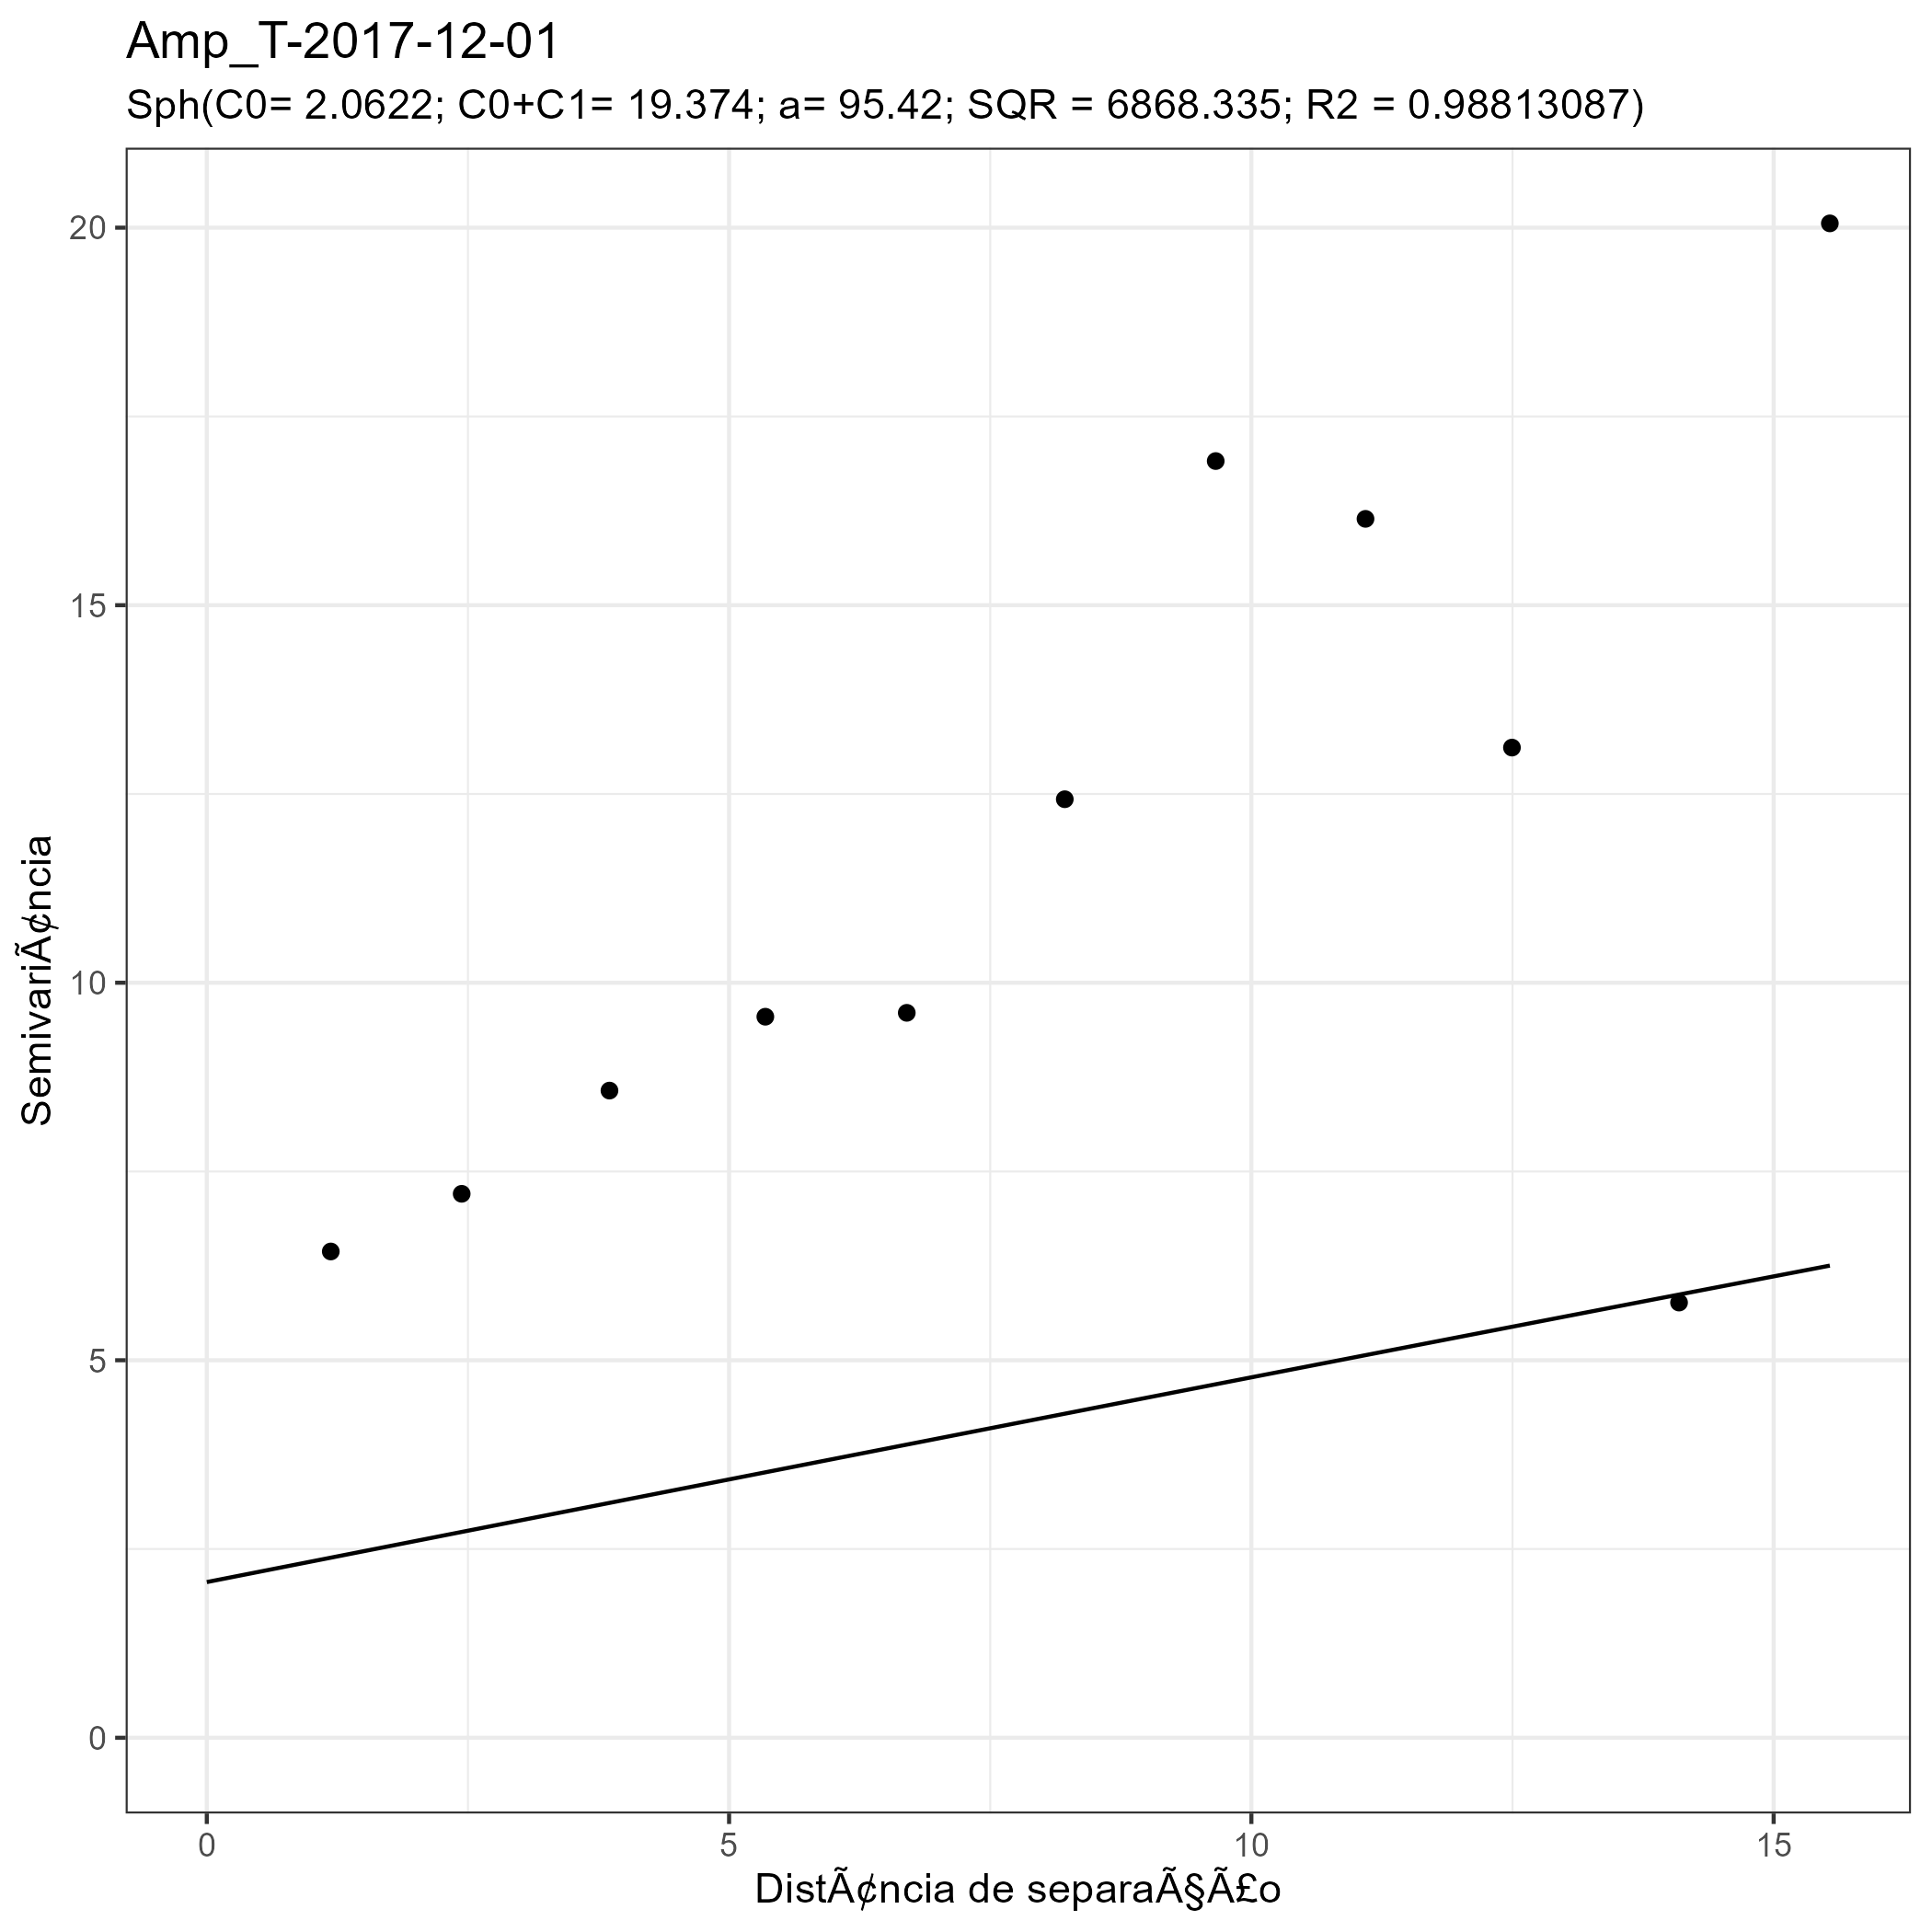 Amp_T-2017-12-01
Sph(C0= 2.0622; C0+C1= 19.374; a= 95.42; SQR = 6868.335; R2 = 0.98813087)
SemivariÃ¢ncia
20
15
10
5
0
0 5 10 15
DistÃ¢ncia de separaÃ§Ã£o